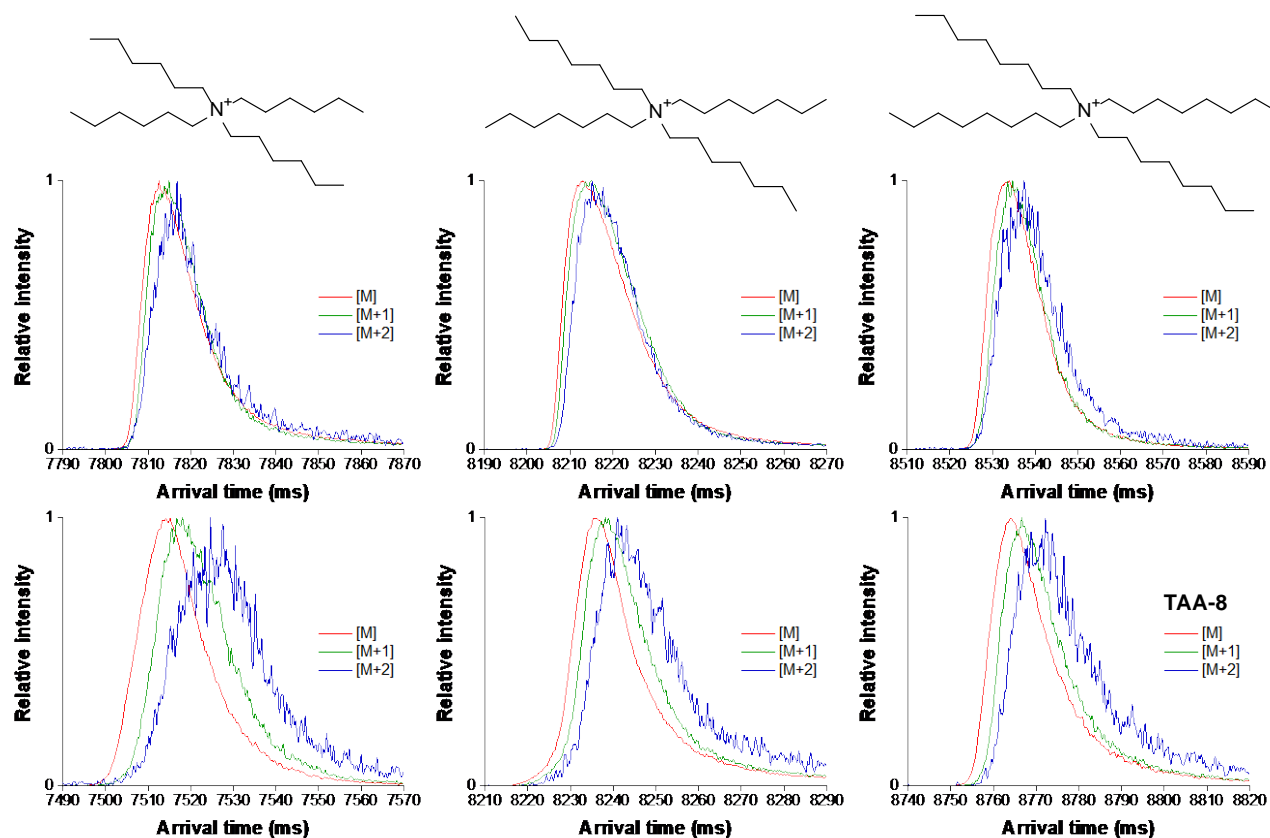 N+
N+
N+
1
Relative intensity
[M]
[M+1]
[M+2]
0
7790 7800 7810 7820 7830 7840 7850 7860 7870
Arrival time (ms)
1
Relative intensity
[M]
[M+1]
[M+2]
0
8190 8200 8210 8220 8230 8240 8250 8260 8270
Arrival time (ms)
1
Relative intensity
[M]
[M+1]
[M+2]
0
8510 8520 8530 8540 8550 8560 8570 8580 8590
Arrival time (ms)
1
Relative intensity
[M]
[M+1]
[M+2]
0
7490 7500 7510 7520 7530 7540 7550 7560 7570
Arrival time (ms)
1
Relative intensity
[M]
[M+1]
[M+2]
0
8210 8220 8230 8240 8250 8260 8270 8280 8290
Arrival time (ms)
1
Relative intensity
TAA-8
[M]
[M+1]
[M+2]
0
8740 8750 8760 8770 8780 8790 8800 8810 8820
Arrival time (ms)